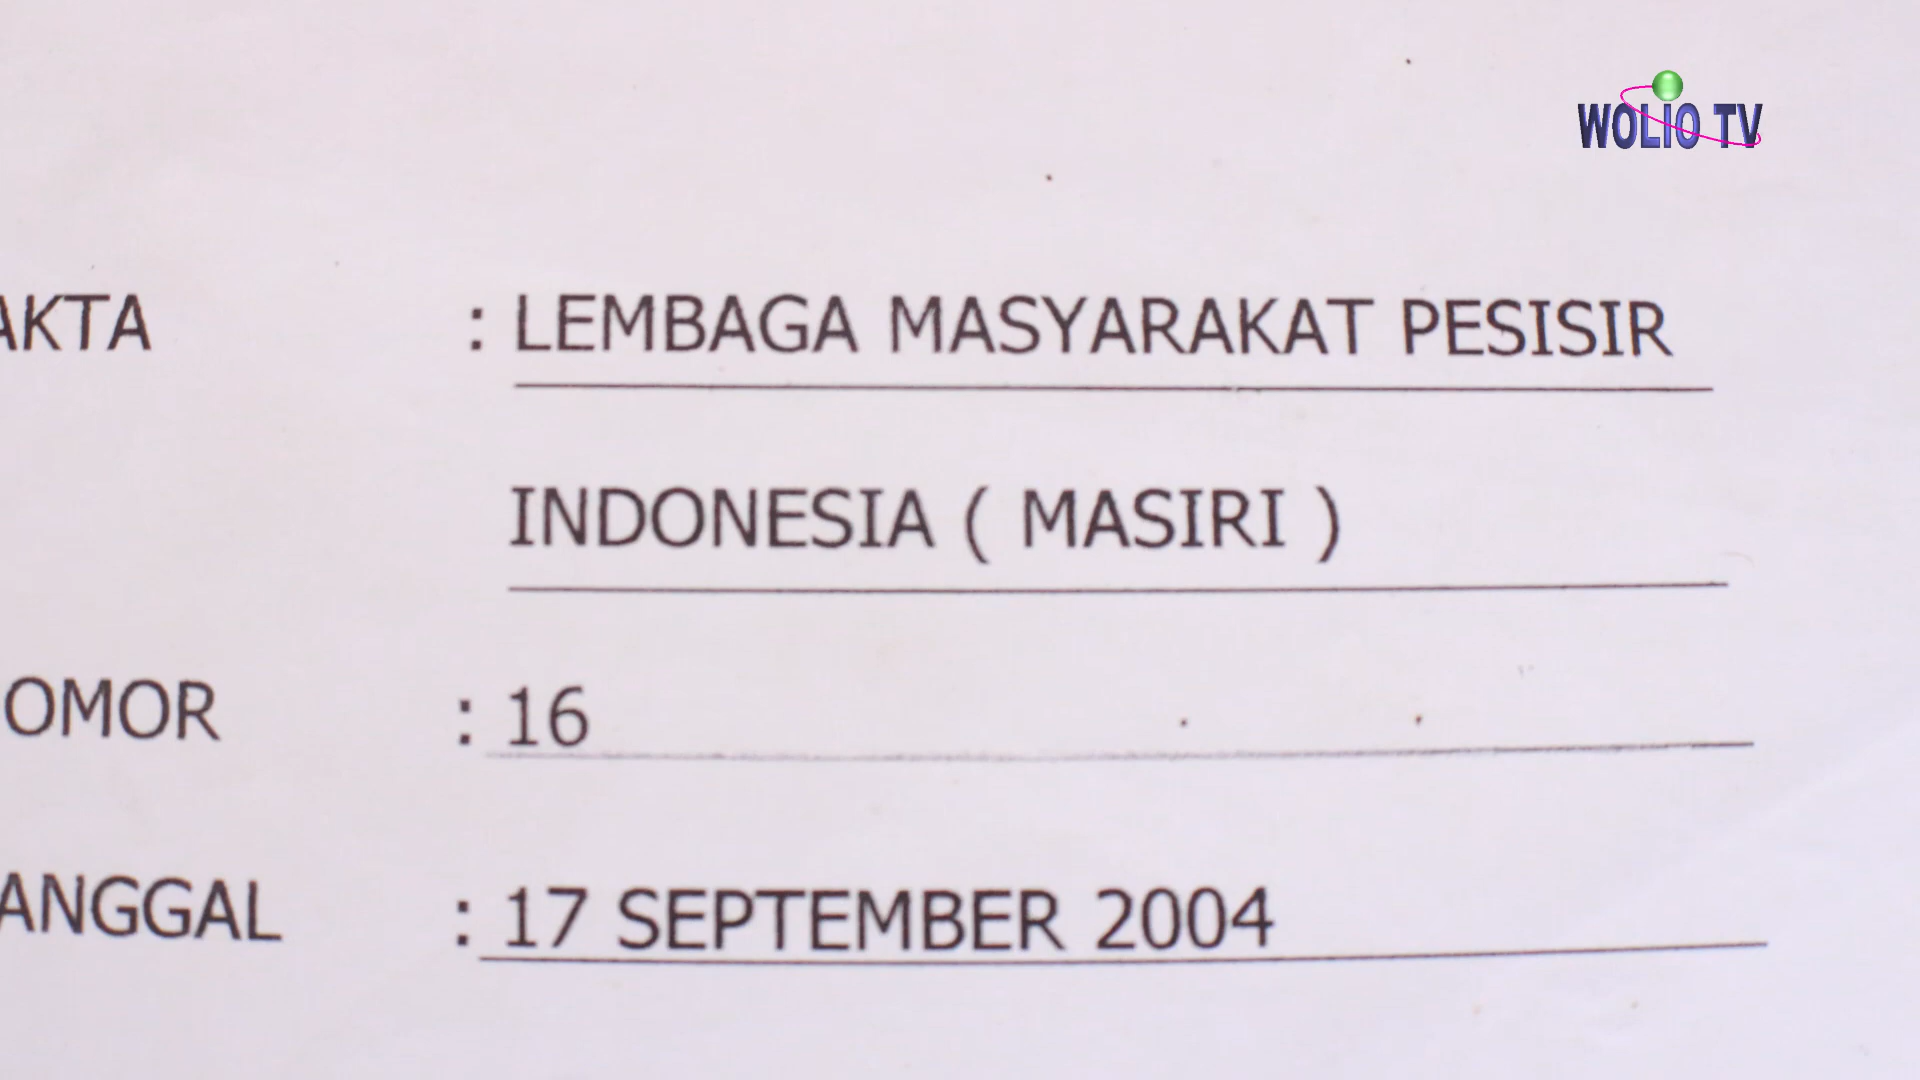 WOLIO TV
AKTA : LEMBAGA MASYARAKAT PESISIR
INDONESIA ( MASIRI )
OMOR : 16
ANGGAL : 17 SEPTEMBER 2004